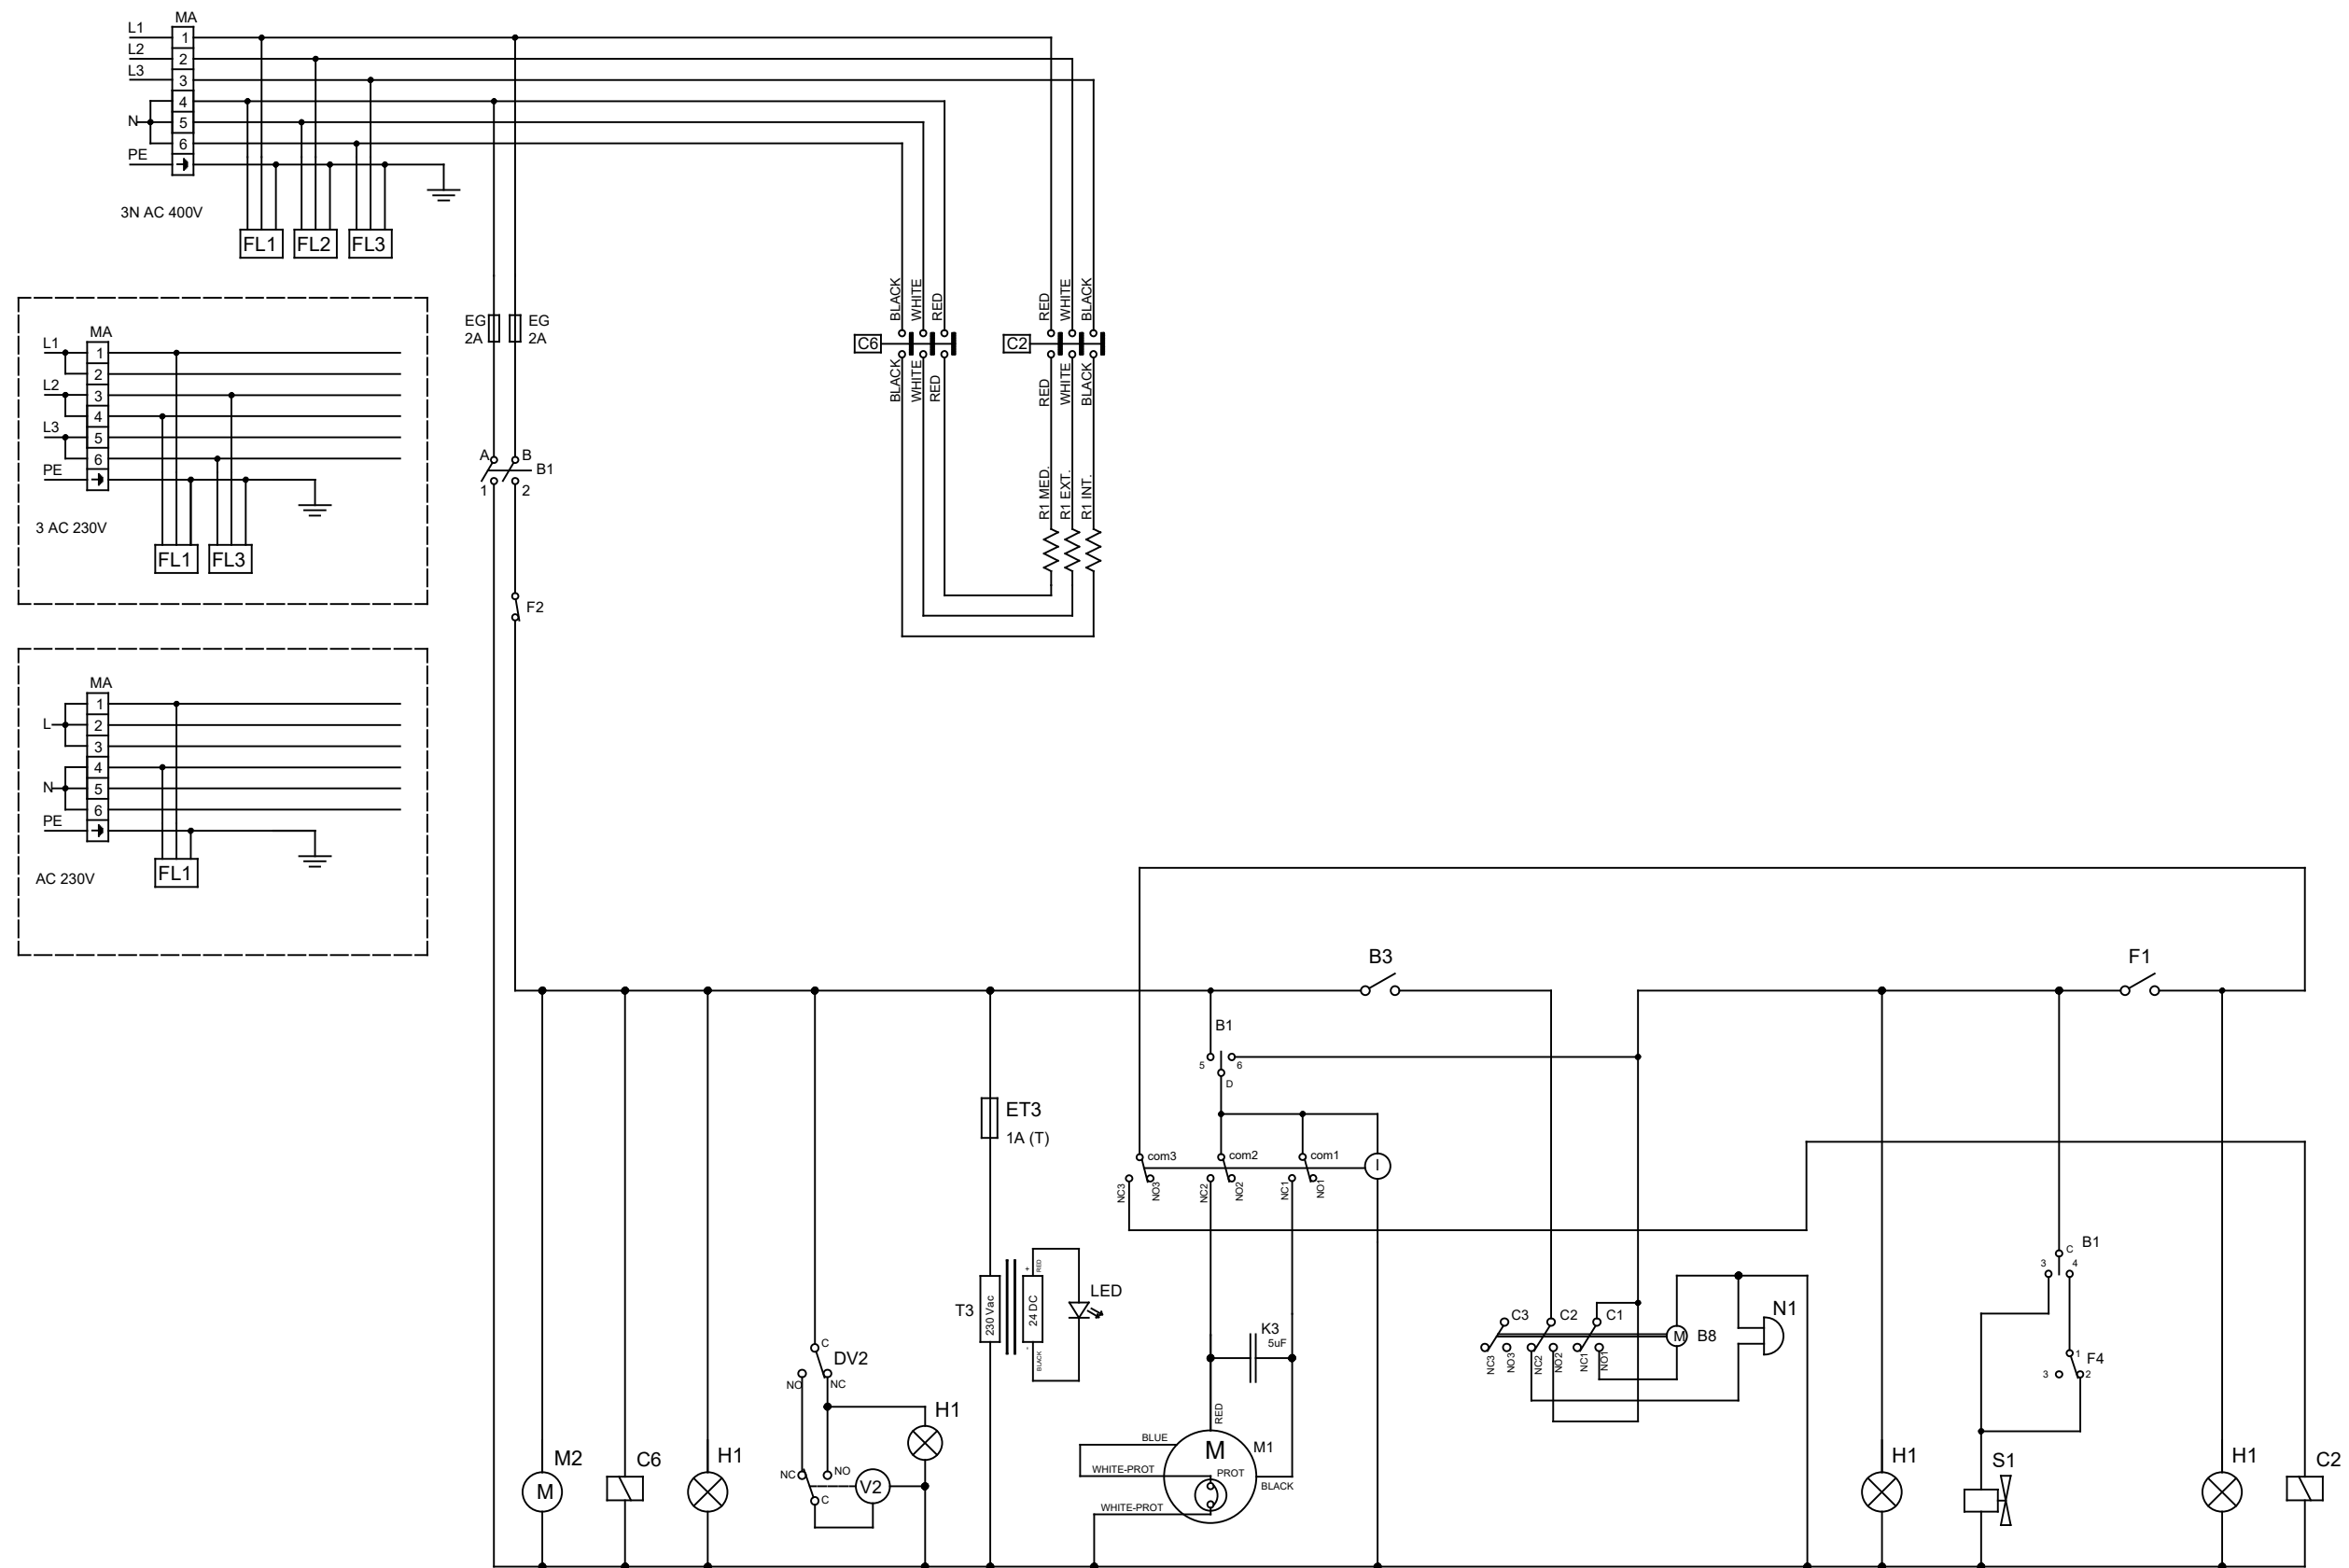 MA
L1
1
L2
2
L3
3
4
N
5
6
PE
3N AC 400V
FL1
FL2
FL3
MA
L1
1
2
L2
3
4
L3
5
6
PE
3 AC 230V
FL1
FL3
MA
1
L
2
3
4
N
5
6
PE
AC 230V
FL1
EG
2A
EG
2A
A
B
B1
1
2
F2
BLACK
WHITE
RED
C6
BLACK
WHITE
RED
RED
WHITE
BLACK
C2
RED
WHITE
BLACK
R1 MED.
R1 EXT.
R1 INT.
B3
F1
B1
5
6
D
ET3
1A (T)
com3
com2
com1
I
NC3
NO3
NC2
NO2
NC1
NO1
T3
230 Vac
24 DC
+
RED
-
BLACK
LED
K3
5uF
C
DV2
NO
NC
H1
NC
NO
V2
C
M2
M
C6
H1
RED
BLUE
M
M1
WHITE-PROT
PROT
BLACK
WHITE-PROT
C3
C2
C1
N1
M
B8
NC3
NO3
NC2
NO2
NC1
NO1
C
B1
3
4
1
F4
3
2
H1
S1
H1
C2